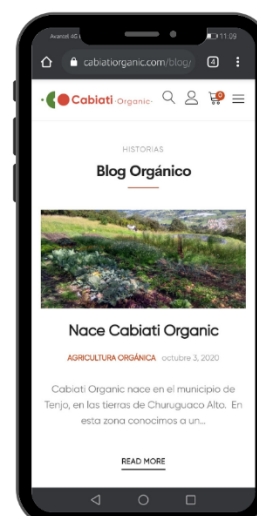 Avantel 4G
11:09
cabiatiorganic.com/blog/
4
Cabiati ·Organic·
0
HISTORIAS
Blog Orgánico
Nace Cabiati Organic
AGRICULTURA ORGÁNICA octubre 3, 2020
Cabiati Organic nace en el municipio de
Tenjo, en las tierras de Churuguaco Alto. En
esta zona conocimos a un...
READ MORE